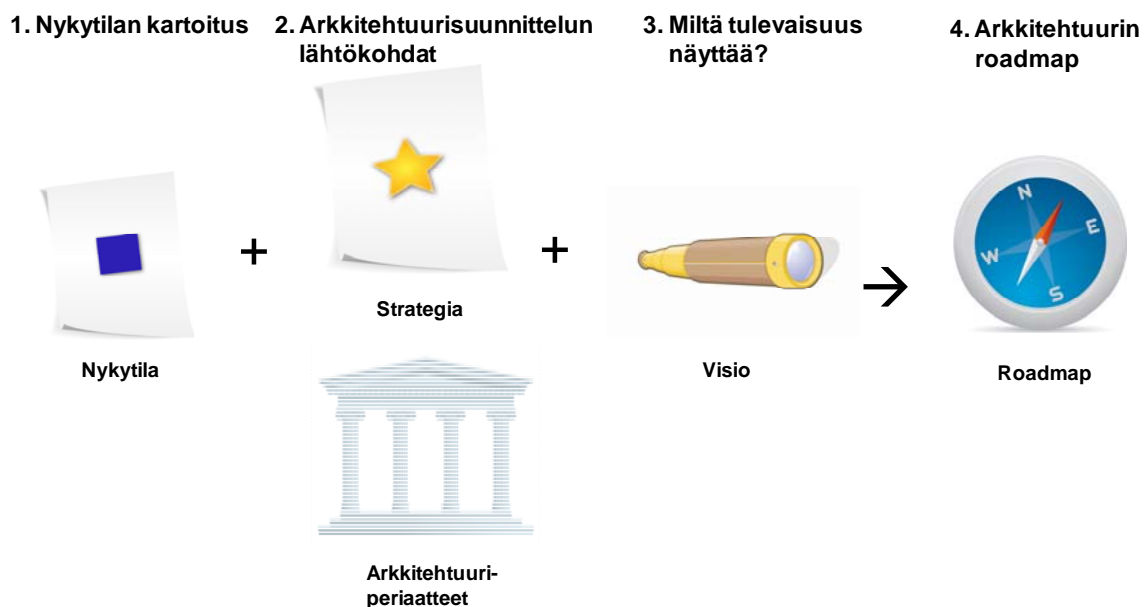 1. Nykytilan kartoitus
2. Arkkitehtuurisuunnittelun
lähtökohdat
3. Miltä tulevaisuus
näyttää?
4. Arkkitehtuurin
roadmap
+
+
→
N
E
W
S
Strategia
Nykytila
Visio
Roadmap
Arkkitehtuuri-
periaatteet